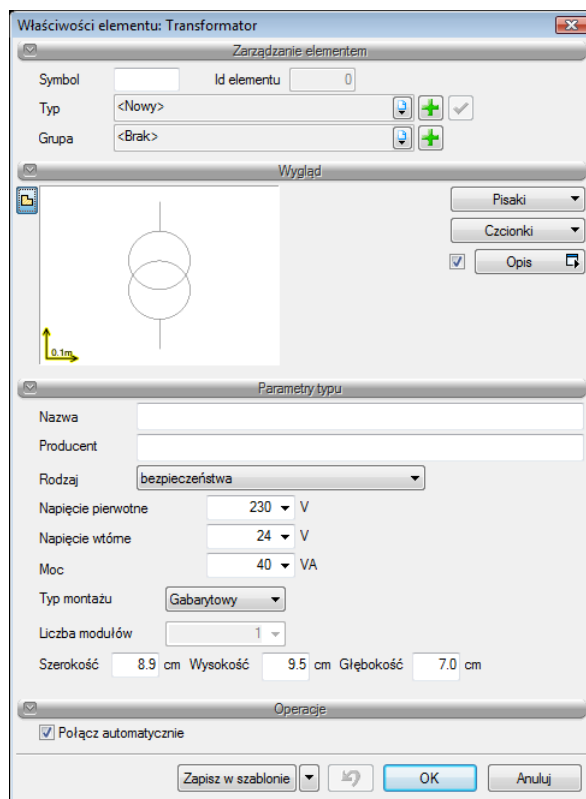 Właściwości elementu: Transformator
Zarządzanie elementem
Symbol Id elementu 0
Typ <Nowy>
Grupa <Brak>
Wygląd
Pisaki
Czcionki
Opis
0.1m
Parametry typu
Nazwa
Producent
Rodzaj bezpieczeństwa
Napięcie pierwotne 230 V
Napięcie wtórne 24 V
Moc 40 VA
Typ montażu Gabarytowy
Liczba modułów 1
Szerokość 8.9 cm Wysokość 9.5 cm Głębokość 7.0 cm
Operacje
Połącz automatycznie
Zapisz w szablonie OK Anuluj